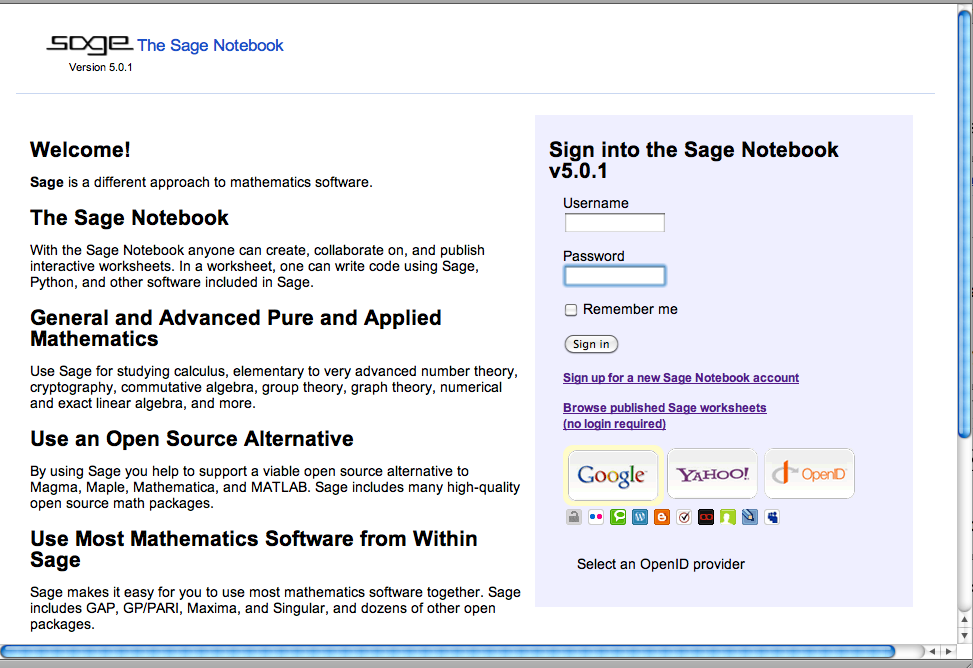 sage The Sage Notebook
Version 5.0.1
Welcome!
Sage is a different approach to mathematics software.
The Sage Notebook
With the Sage Notebook anyone can create, collaborate on, and publish
interactive worksheets. In a worksheet, one can write code using Sage,
Python, and other software included in Sage.
General and Advanced Pure and Applied
Mathematics
Use Sage for studying calculus, elementary to very advanced number theory,
cryptography, commutative algebra, group theory, graph theory, numerical
and exact linear algebra, and more.
Use an Open Source Alternative
By using Sage you help to support a viable open source alternative to
Magma, Maple, Mathematica, and MATLAB. Sage includes many high-quality
open source math packages.
Use Most Mathematics Software from Within
Sage
Sage makes it easy for you to use most mathematics software together. Sage
includes GAP, GP/PARI, Maxima, and Singular, and dozens of other open
packages.
Sign into the Sage Notebook
v5.0.1
Username
Password
Remember me
Sign in
Sign up for a new Sage Notebook account
Browse published Sage worksheets
(no login required)
Google YAHOO! OpenID
Select an OpenID provider